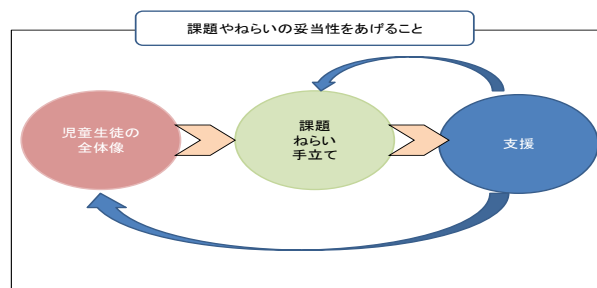 課題やねらいの妥当性をあげること
児童生徒の
全体像
課題
ねらい
手立て
支援